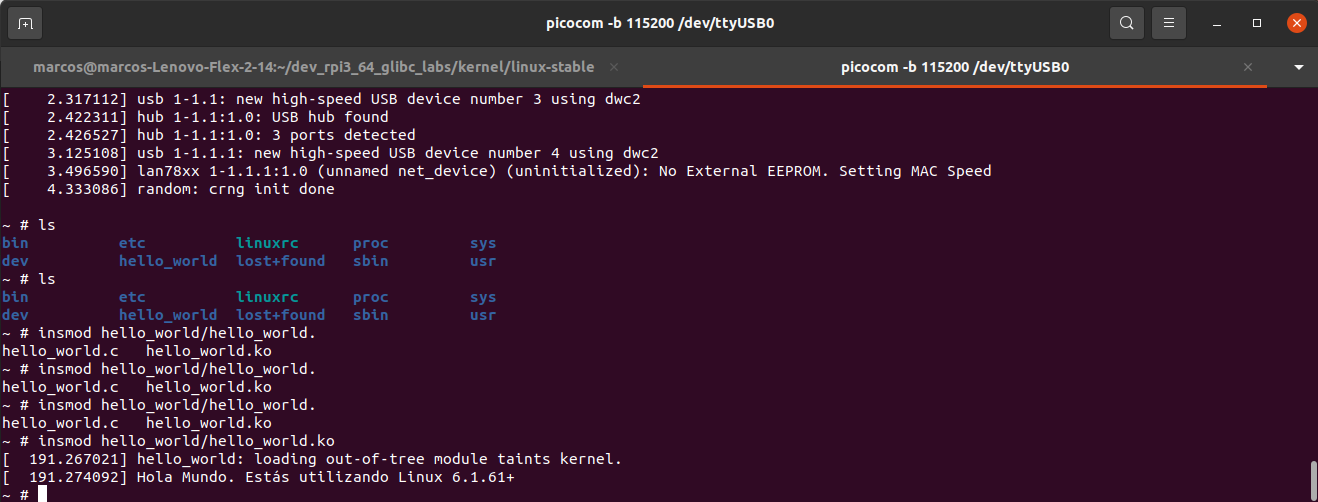 picocom -b 115200 /dev/ttyUSB0
marcos@marcos-Lenovo-Flex-2-14:~/dev_rpi3_64_glibc_labs/kernel/linux-stable × picocom -b 115200 /dev/ttyUSB0 ×
[    2.317112] usb 1-1.1: new high-speed USB device number 3 using dwc2
[    2.422311] hub 1-1.1:1.0: USB hub found
[    2.426527] hub 1-1.1:1.0: 3 ports detected
[    3.125108] usb 1-1.1.1: new high-speed USB device number 4 using dwc2
[    3.496590] lan78xx 1-1.1.1:1.0 (unnamed net_device) (uninitialized): No External EEPROM. Setting MAC Speed
[    4.333086] random: crng init done
~ # ls
bin          etc          linuxrc      proc         sys
dev          hello_world  lost+found   sbin         usr
~ # ls
bin          etc          linuxrc      proc         sys
dev          hello_world  lost+found   sbin         usr
~ # insmod hello_world/hello_world.
hello_world.c   hello_world.ko
~ # insmod hello_world/hello_world.
hello_world.c   hello_world.ko
~ # insmod hello_world/hello_world.
hello_world.c   hello_world.ko
~ # insmod hello_world/hello_world.ko
[  191.267021] hello_world: loading out-of-tree module taints kernel.
[  191.274092] Hola Mundo. Estás utilizando Linux 6.1.61+
~ #